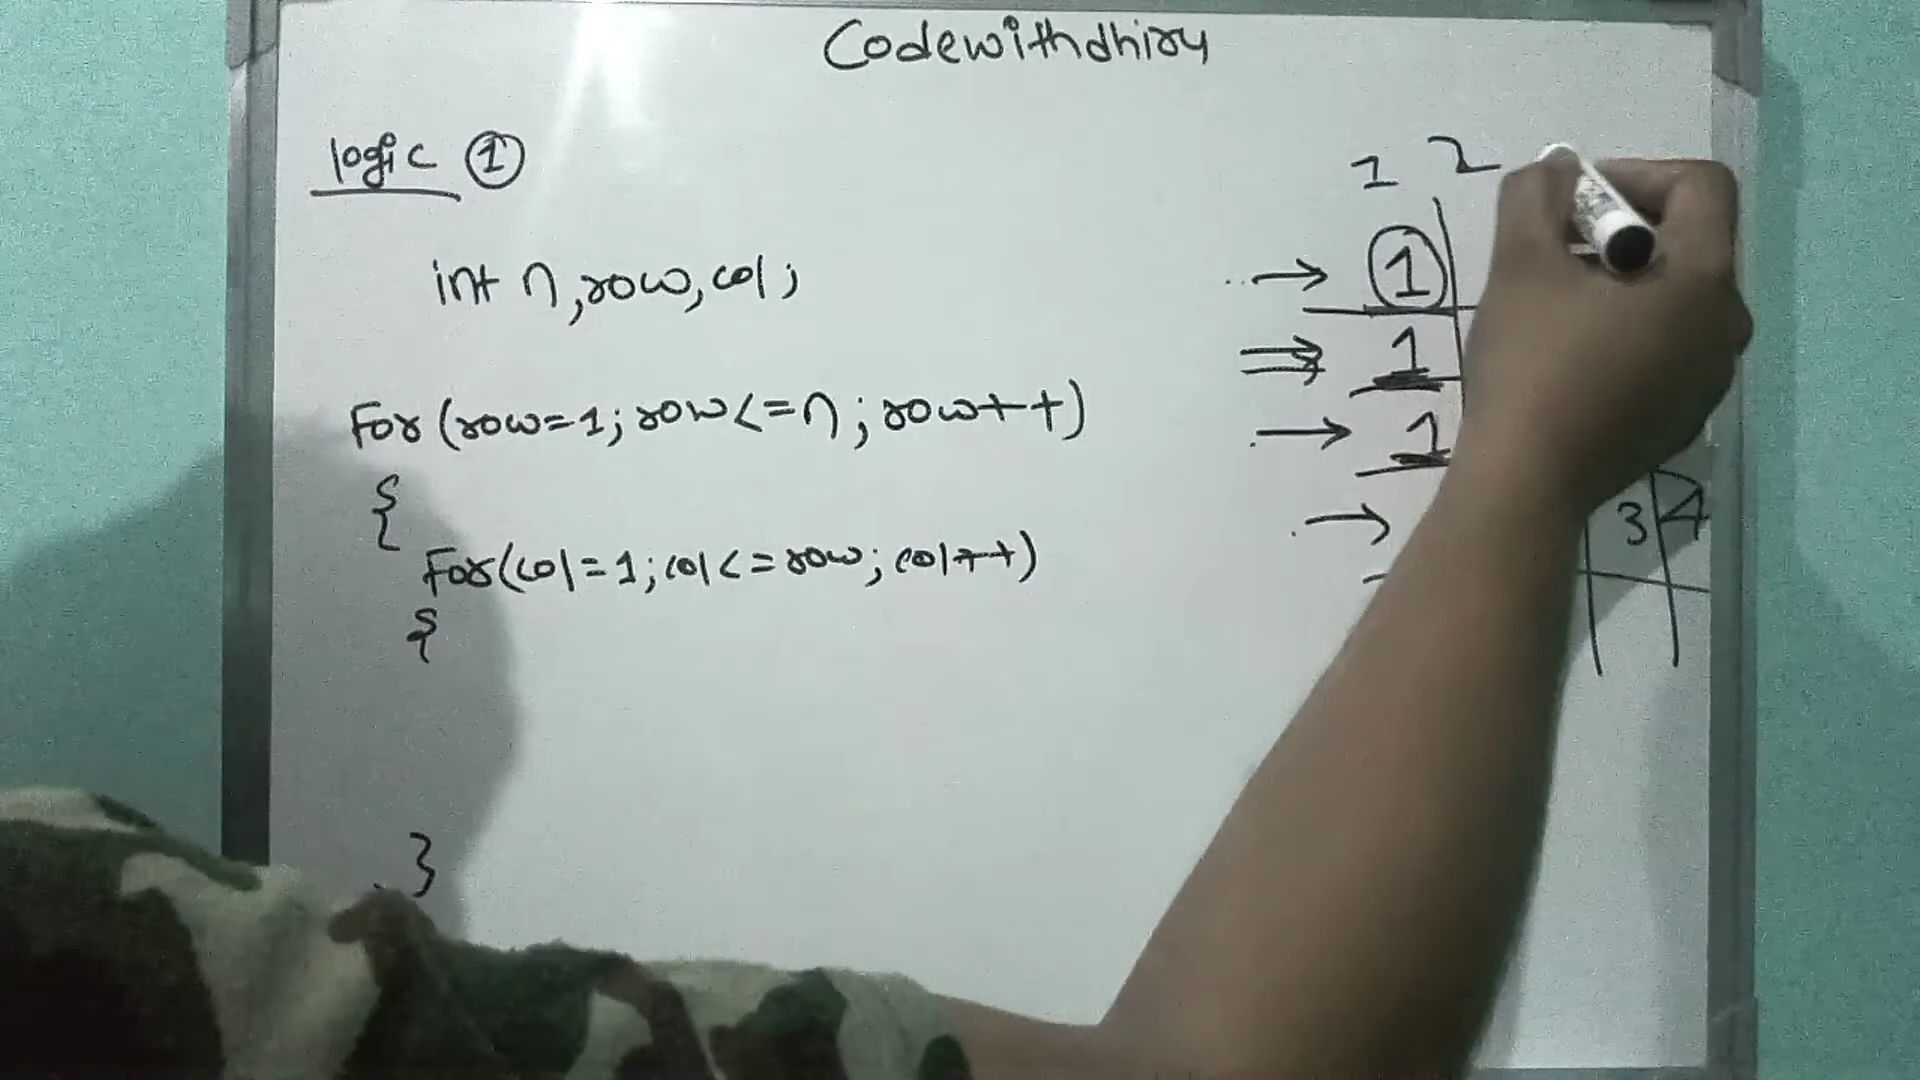 Codewithdhiru
logic ①
int n,row,col;
For(row=1;row<=n;row++)
{
For(col=1;col<=row;col++)
{
}
1 2
→ 1
⇒ 1
→ 1
→ 3 4